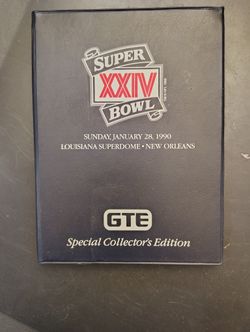 SUPER
XXIV
BOWL
SUNDAY, JANUARY 28, 1990
LOUISIANA SUPERDOME • NEW ORLEANS
GTE
Special Collector's Edition